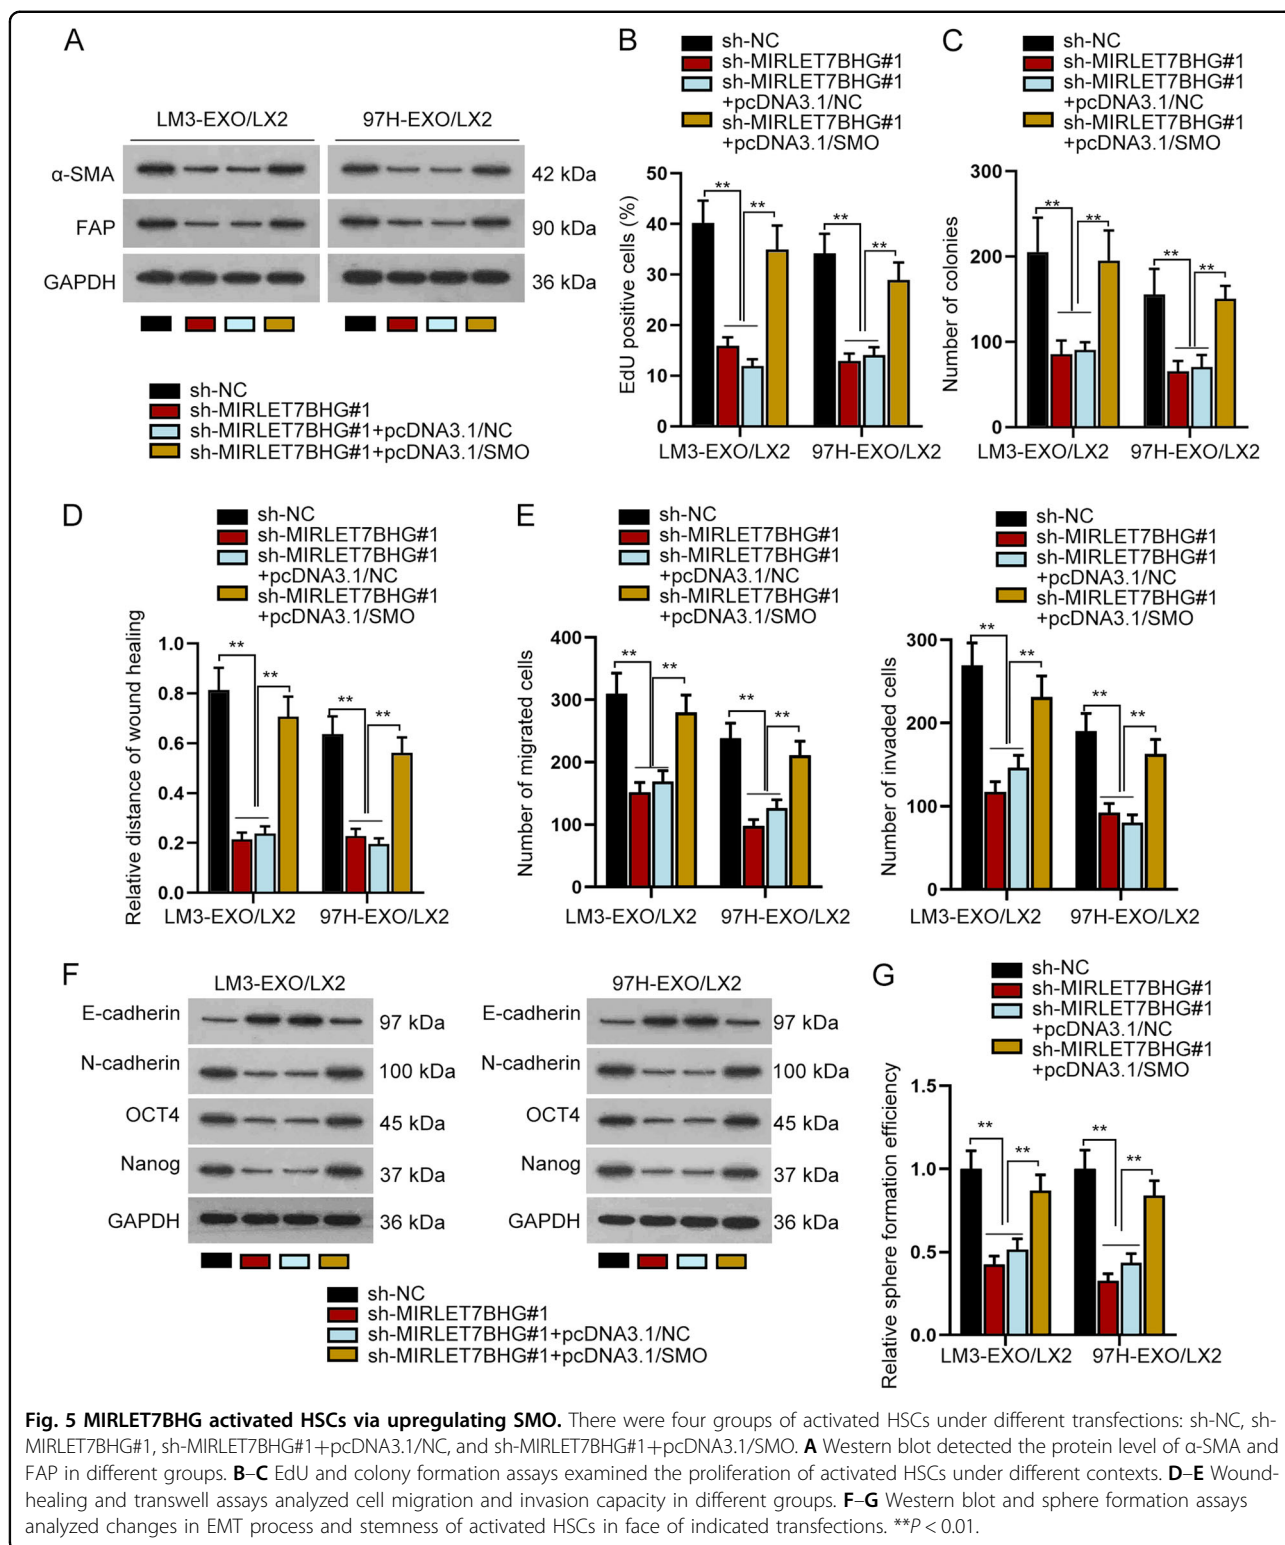 A
LM3-EXO/LX2 97H-EXO/LX2
α-SMA 42 kDa
FAP 90 kDa
GAPDH 36 kDa
sh-NC
sh-MIRLET7BHG#1
sh-MIRLET7BHG#1+pcDNA3.1/NC
sh-MIRLET7BHG#1+pcDNA3.1/SMO
B
sh-NC
sh-MIRLET7BHG#1
sh-MIRLET7BHG#1
+pcDNA3.1/NC
sh-MIRLET7BHG#1
+pcDNA3.1/SMO
EdU positive cells (%)
50
40
30
20
10
0
** ** ** **
LM3-EXO/LX2 97H-EXO/LX2
C
sh-NC
sh-MIRLET7BHG#1
sh-MIRLET7BHG#1
+pcDNA3.1/NC
sh-MIRLET7BHG#1
+pcDNA3.1/SMO
Number of colonies
300
200
100
0
** ** ** **
LM3-EXO/LX2 97H-EXO/LX2
D
sh-NC
sh-MIRLET7BHG#1
sh-MIRLET7BHG#1
+pcDNA3.1/NC
sh-MIRLET7BHG#1
+pcDNA3.1/SMO
Relative distance of wound healing
1.0
0.8
0.6
0.4
0.2
0.0
** ** ** **
LM3-EXO/LX2 97H-EXO/LX2
E
sh-NC
sh-MIRLET7BHG#1
sh-MIRLET7BHG#1
+pcDNA3.1/NC
sh-MIRLET7BHG#1
+pcDNA3.1/SMO
Number of migrated cells
400
300
200
100
0
** ** ** **
LM3-EXO/LX2 97H-EXO/LX2
sh-NC
sh-MIRLET7BHG#1
sh-MIRLET7BHG#1
+pcDNA3.1/NC
sh-MIRLET7BHG#1
+pcDNA3.1/SMO
Number of invaded cells
300
200
100
0
** ** ** **
LM3-EXO/LX2 97H-EXO/LX2
F
LM3-EXO/LX2
E-cadherin 97 kDa
N-cadherin 100 kDa
OCT4 45 kDa
Nanog 37 kDa
GAPDH 36 kDa
97H-EXO/LX2
E-cadherin 97 kDa
N-cadherin 100 kDa
OCT4 45 kDa
Nanog 37 kDa
GAPDH 36 kDa
sh-NC
sh-MIRLET7BHG#1
sh-MIRLET7BHG#1+pcDNA3.1/NC
sh-MIRLET7BHG#1+pcDNA3.1/SMO
G
sh-NC
sh-MIRLET7BHG#1
sh-MIRLET7BHG#1
+pcDNA3.1/NC
sh-MIRLET7BHG#1
+pcDNA3.1/SMO
Relative sphere formation efficiency
1.5
1.0
0.5
0.0
** ** ** **
LM3-EXO/LX2 97H-EXO/LX2
Fig. 5 MIRLET7BHG activated HSCs via upregulating SMO. There were four groups of activated HSCs under different transfections: sh-NC, sh-
MIRLET7BHG#1, sh-MIRLET7BHG#1+pcDNA3.1/NC, and sh-MIRLET7BHG#1+pcDNA3.1/SMO. A Western blot detected the protein level of α-SMA and
FAP in different groups. B–C EdU and colony formation assays examined the proliferation of activated HSCs under different contexts. D–E Wound-
healing and transwell assays analyzed cell migration and invasion capacity in different groups. F–G Western blot and sphere formation assays
analyzed changes in EMT process and stemness of activated HSCs in face of indicated transfections. **P < 0.01.